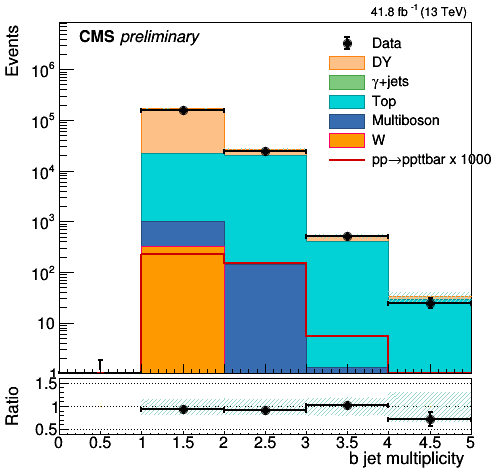 41.8 fb⁻¹ (13 TeV)
CMS preliminary
Events
Data
DY
γ+jets
Top
Multiboson
W
pp→ppttbar x 1000
10⁶
10⁵
10⁴
10³
10²
10
1
Ratio
1.5
1
0.5
0 0.5 1 1.5 2 2.5 3 3.5 4 4.5 5
b jet multiplicity